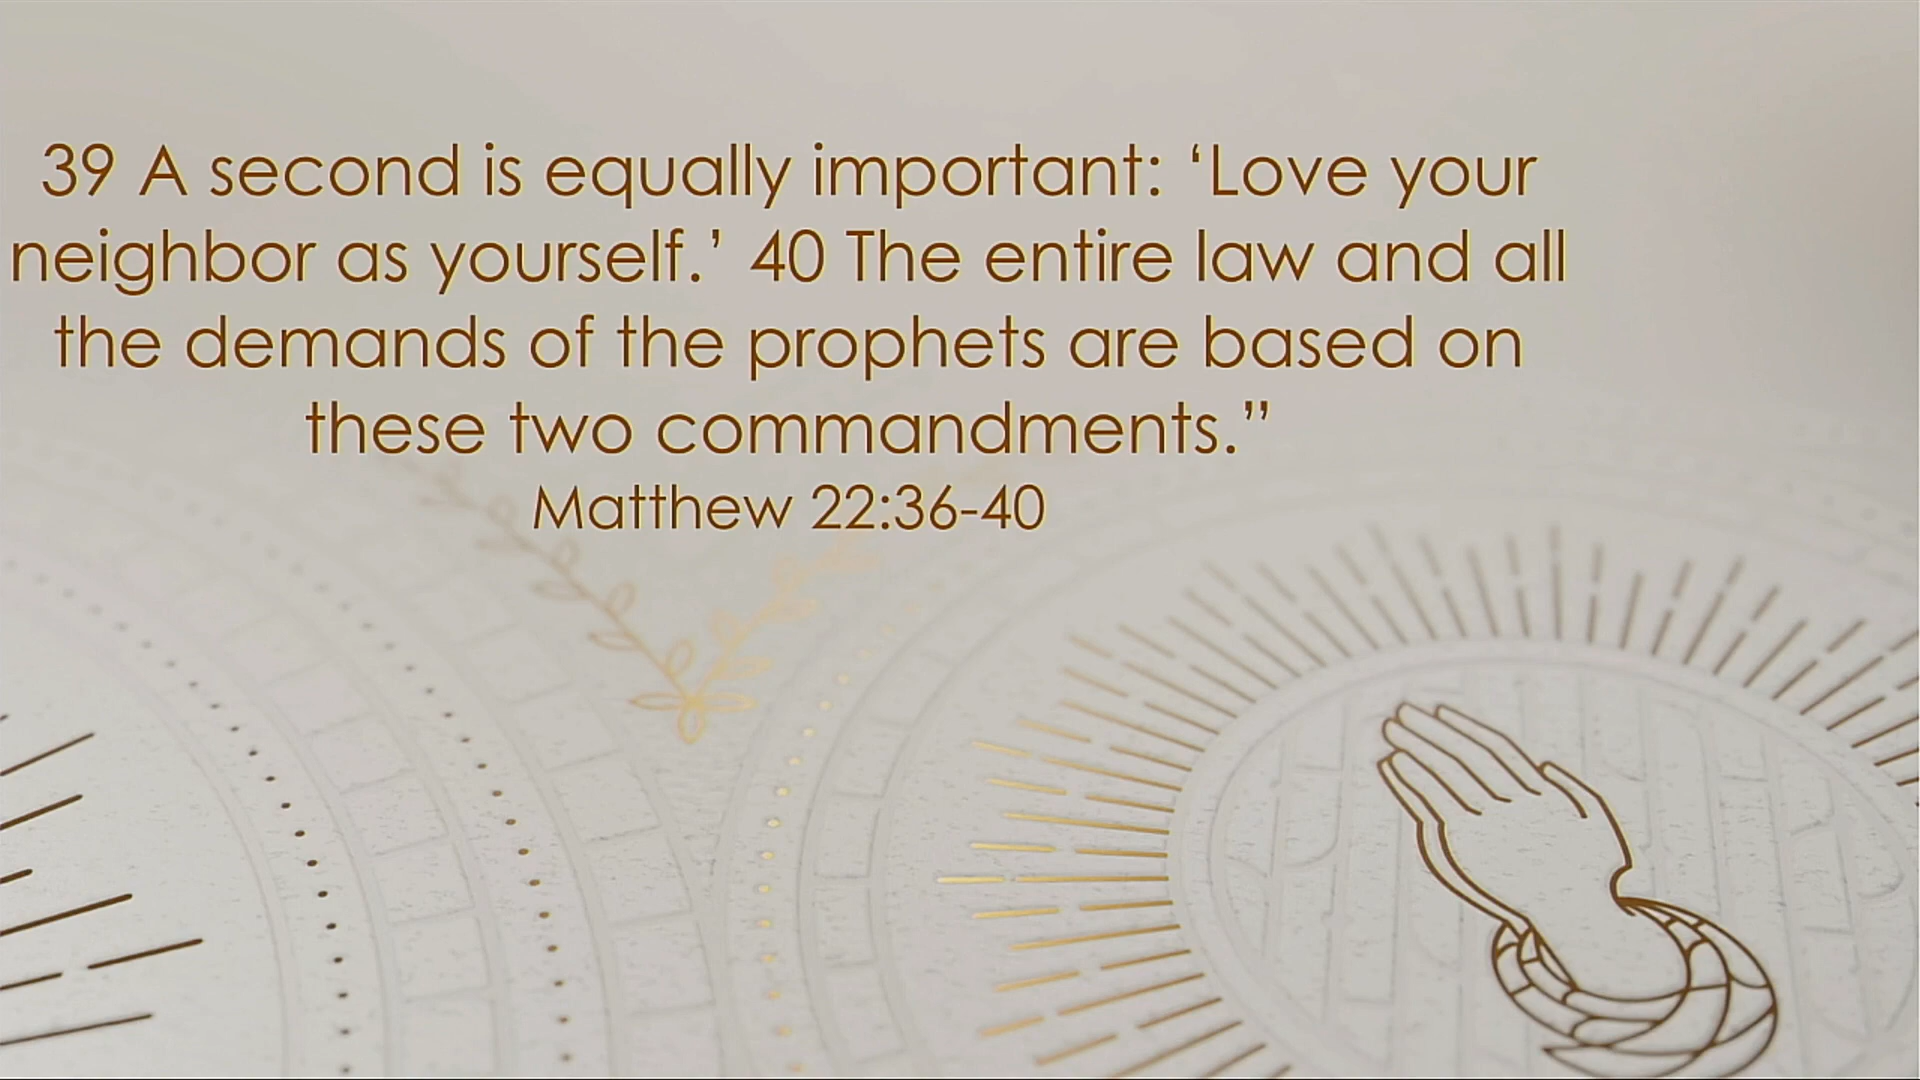 39 A second is equally important: ‘Love your
neighbor as yourself.’ 40 The entire law and all
the demands of the prophets are based on
these two commandments.”
Matthew 22:36-40